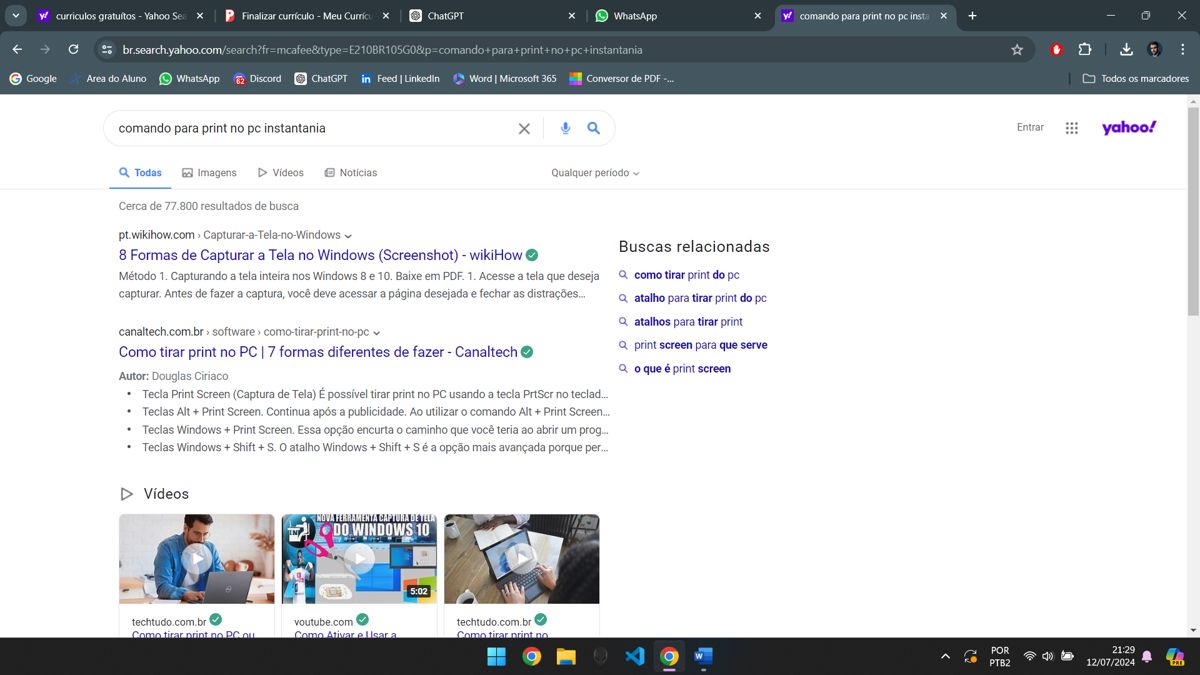 curriculos gratuítos - Yahoo Sea
Finalizar currículo - Meu Currícu
ChatGPT
WhatsApp
comando para print no pc insta
br.search.yahoo.com/search?fr=mcafee&type=E210BR105G0&p=comando+para+print+no+pc+instantania
Google
Area do Aluno
WhatsApp
Discord
ChatGPT
Feed | LinkedIn
Word | Microsoft 365
Conversor de PDF -...
Todos os marcadores
comando para print no pc instantania
Entrar
yahoo!
Todas
Imagens
Vídeos
Notícias
Qualquer período
Cerca de 77.800 resultados de busca
pt.wikihow.com › Capturar-a-Tela-no-Windows
8 Formas de Capturar a Tela no Windows (Screenshot) - wikiHow
Método 1. Capturando a tela inteira nos Windows 8 e 10. Baixe em PDF. 1. Acesse a tela que deseja
capturar. Antes de fazer a captura, você deve acessar a página desejada e fechar as distrações...
canaltech.com.br › software › como-tirar-print-no-pc
Como tirar print no PC | 7 formas diferentes de fazer - Canaltech
Autor: Douglas Ciriaco
• Tecla Print Screen (Captura de Tela) É possível tirar print no PC usando a tecla PrtScr no teclad...
• Teclas Alt + Print Screen. Continua após a publicidade. Ao utilizar o comando Alt + Print Screen...
• Teclas Windows + Print Screen. Essa opção encurta o caminho que você teria ao abrir um prog...
• Teclas Windows + Shift + S. O atalho Windows + Shift + S é a opção mais avançada porque per...
Buscas relacionadas
como tirar print do pc
atalho para tirar print do pc
atalhos para tirar print
print screen para que serve
o que é print screen
Vídeos
NOVA FERRAMENTA CAPTURA DE TELA
DO WINDOWS 10
5:02
techtudo.com.br
Como tirar print no PC ou
youtube.com
Como Ativar e Usar a
techtudo.com.br
Como tirar print no
POR
PTB2
21:29
12/07/2024
PRE